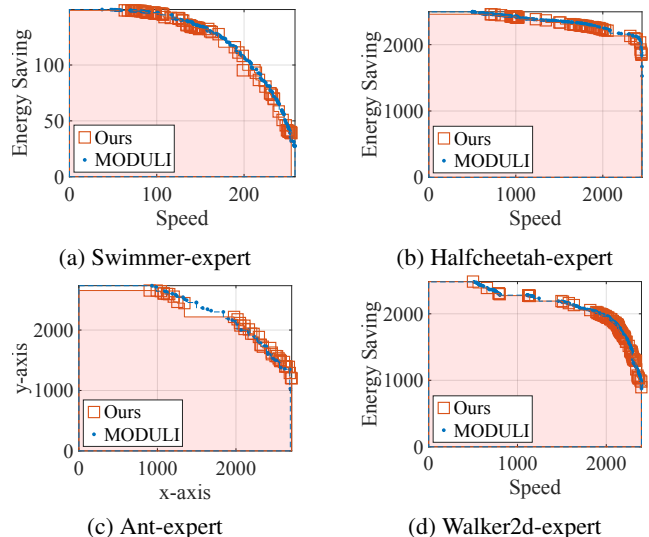 Energy Saving
150
100
50
0
Ours
MODULI
0
100
200
Speed
(a) Swimmer-expert
Energy Saving
2000
1000
0
Ours
MODULI
0
1000
2000
Speed
(b) Halfcheetah-expert
y-axis
2000
1000
0
Ours
MODULI
0
1000
2000
x-axis
(c) Ant-expert
Energy Saving
2000
1000
0
Ours
MODULI
0
1000
2000
Speed
(d) Walker2d-expert